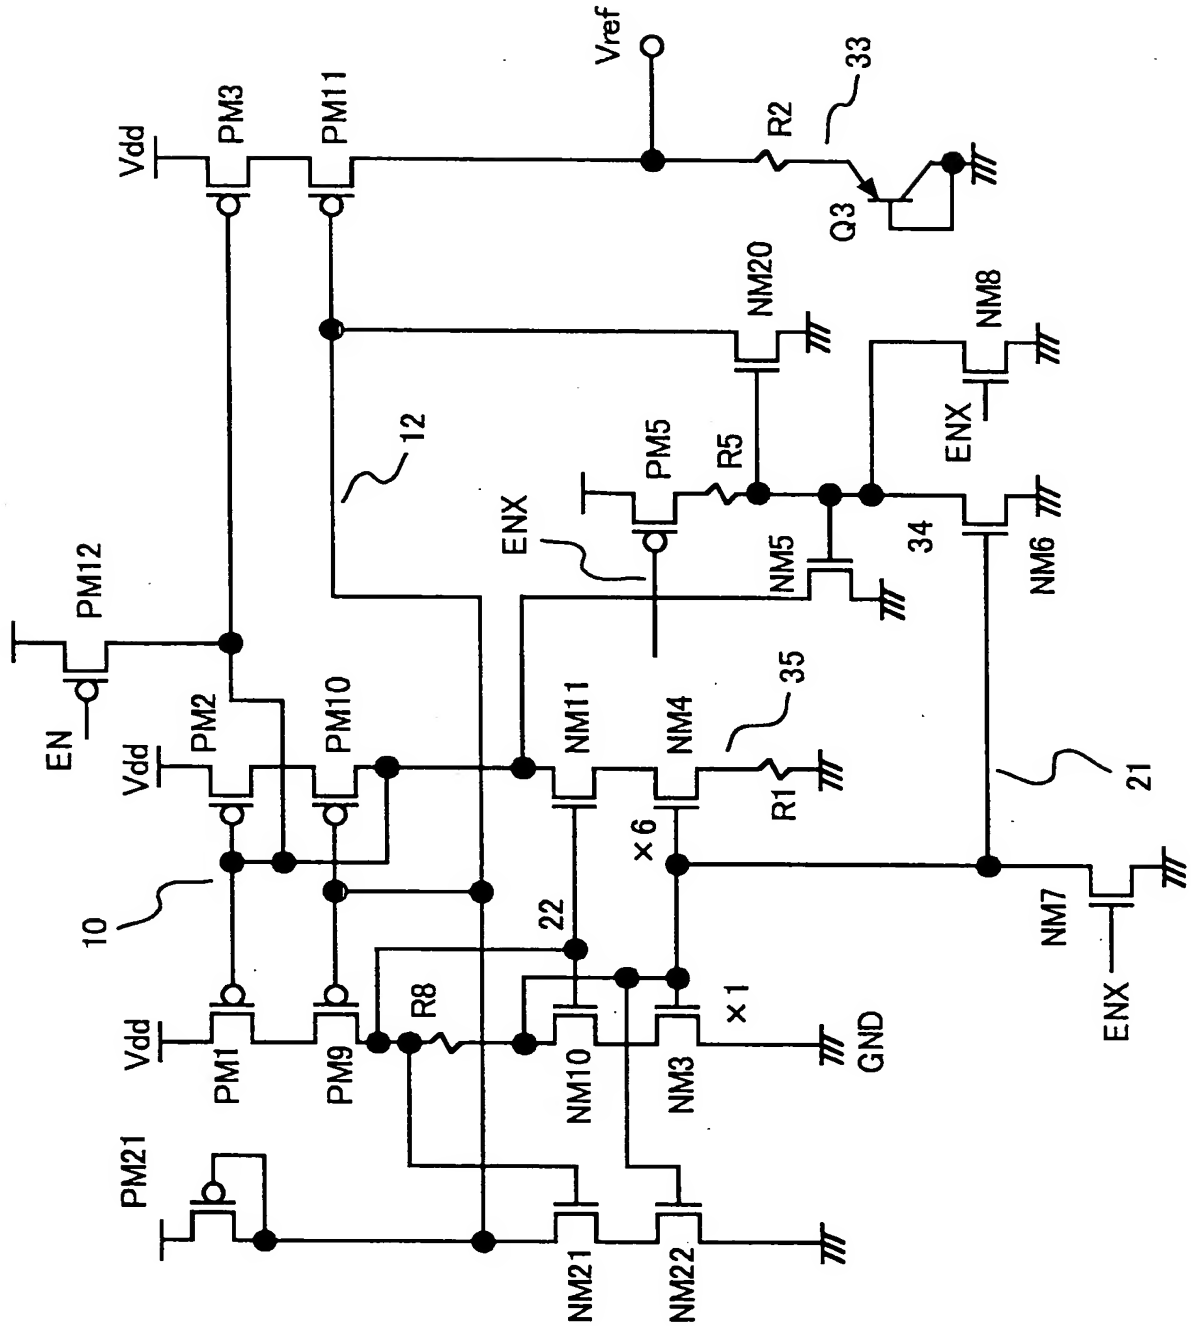 Vdd
PM3
PM11
Vref
R2
33
Q3
NM20
NM8
ENX
12
PM5
R5
ENX
NM5
34
NM6
PM12
EN
Vdd
PM2
PM10
NM11
NM4
35
R1
×6
21
10
22
NM7
ENX
Vdd
PM1
PM9
R8
NM10
NM3
×1
GND
PM21
NM21
NM22